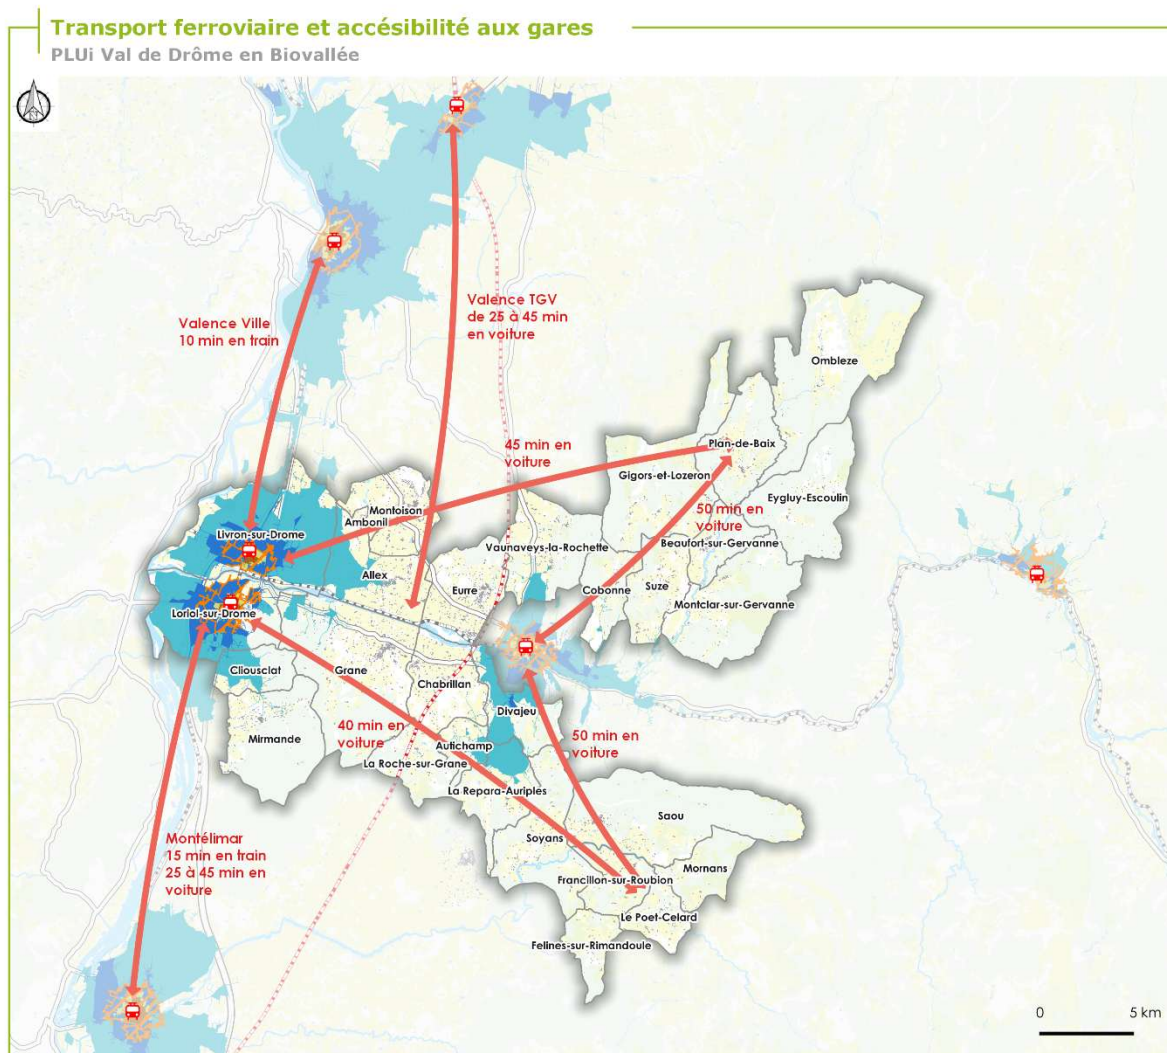 Transport ferroviaire et accésibilité aux gares
PLUi Val de Drôme en Biovallée
N
Valence Ville
10 min en train
Valence TGV
de 25 à 45 min
en voiture
Ombleze
45 min en
voiture
Plan-de-Baix
Gigors-et-Lozeron
Eygluy-Escoulin
50 min en
voiture
Montoison
Ambonil
Livron-sur-Drome
Vaunaveys-la-Rochette
Beaufort-sur-Gervanne
Allex
Eurre
Cobonne
Suze
Montclar-sur-Gervanne
Loriol-sur-Drome
Cliousclat
Grane
Chabrillan
Divajeu
Mirmande
40 min en
voiture
50 min en
voiture
Autichamp
La Roche-sur-Grane
La Repara-Auriples
Saou
Soyans
Mornans
Montélimar
15 min en train
25 à 45 min en
voiture
Francillon-sur-Roubion
Le Poet-Celard
Felines-sur-Rimandoule
0 5 km